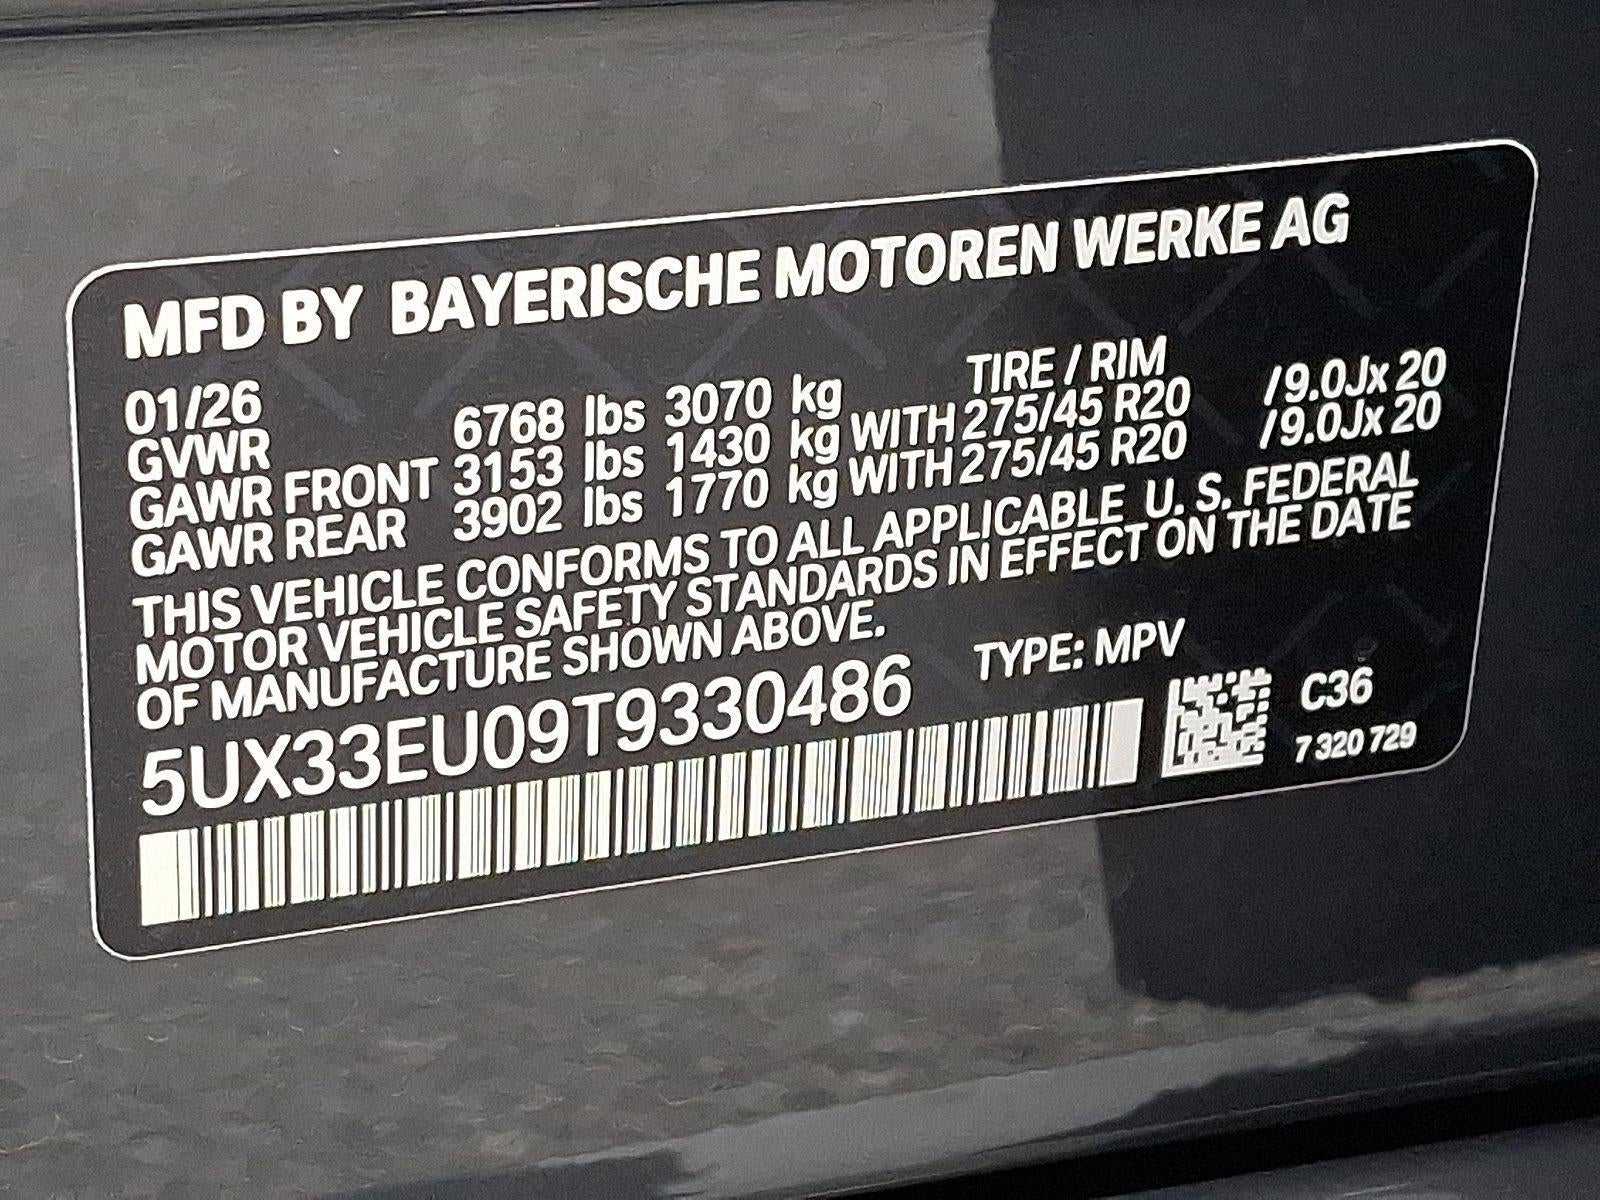 MFD BY BAYERISCHE MOTOREN WERKE AG
01/26 TIRE / RIM
GVWR 6768 lbs 3070 kg
GAWR FRONT 3153 lbs 1430 kg WITH 275/45 R20 /9.0Jx 20
GAWR REAR 3902 lbs 1770 kg WITH 275/45 R20 /9.0Jx 20
THIS VEHICLE CONFORMS TO ALL APPLICABLE U. S. FEDERAL
MOTOR VEHICLE SAFETY STANDARDS IN EFFECT ON THE DATE
OF MANUFACTURE SHOWN ABOVE.
5UX33EU09T9330486 TYPE: MPV
C36
7 320 729